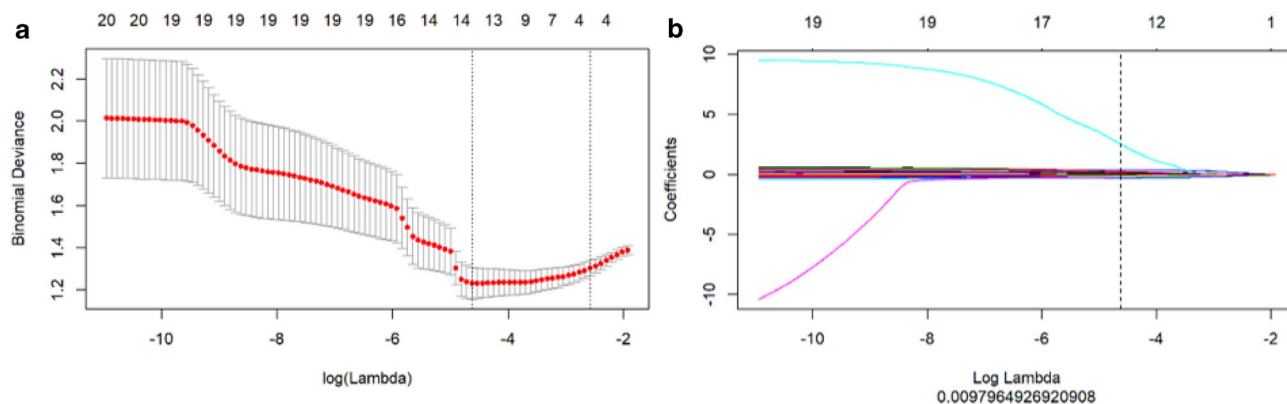 a
20 20 19 19 19 19 19 19 16 14 14 13 9 7 4 4
Binomial Deviance
2.2
2.0
1.8
1.6
1.4
1.2
-10 -8 -6 -4 -2
log(Lambda)
b
19 19 17 12 1
Coefficients
10
5
0
-5
-10
-10 -8 -6 -4 -2
Log Lambda
0.0097964926920908